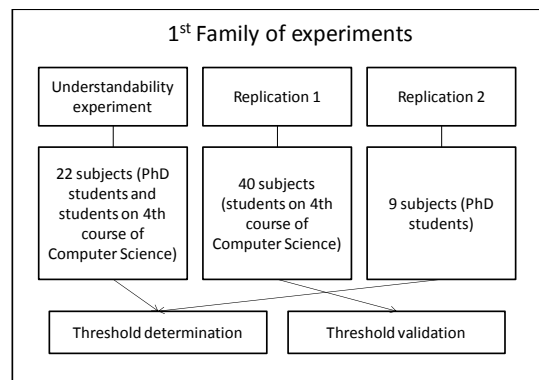 1st Family of experiments
Understandability
experiment
Replication 1
Replication 2
22 subjects (PhD
students and
students on 4th
course of
Computer Science)
40 subjects
(students on 4th
course of
Computer Science)
9 subjects (PhD
students)
Threshold determination
Threshold validation